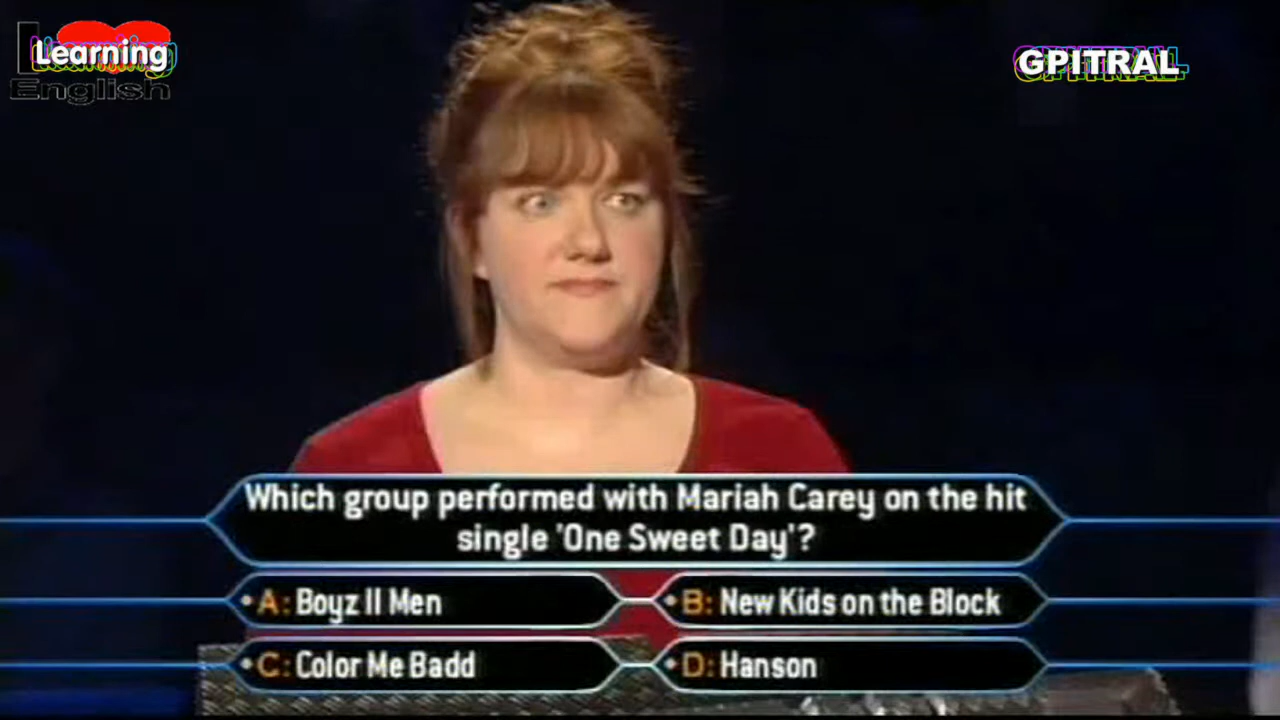 I
Learning
English
GPITRAL
Which group performed with Mariah Carey on the hit
single 'One Sweet Day'?
A: Boyz II Men
B: New Kids on the Block
C: Color Me Badd
D: Hanson